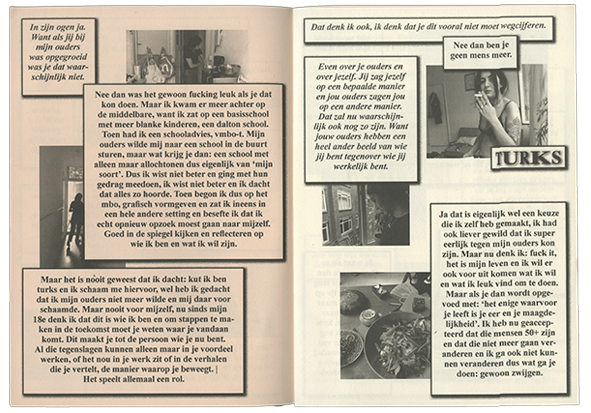 In zijn ogen ja.
Want als jij bij
mijn ouders
was opgegroeid
was je dat waar-
schijnlijk niet.
Nee dan was het gewoon fucking leuk als je dat
kon doen. Maar ik kwam er meer achter op
de middelbare, want ik zat op een basisschool
met meer blanke kinderen, een dalton school.
Toen had ik een schooladvies, vmbo-t. Mijn
ouders wilde mij naar een school in de buurt
sturen, maar wat krijg je dan: een school met
alleen maar allochtonen dus eigenlijk van ‘mijn
soort’. Dus ik wist niet beter en ging met hun
gedrag meedoen, ik wist niet beter en ik dacht
dat alles zo hoorde. Toen begon ik dus op het
mbo, grafisch vormgeven en zat ik ineens in
een hele andere setting en besefte ik dat ik
echt opnieuw opzoek moest gaan naar mijzelf.
Goed in de spiegel kijken en reflecteren op
wie ik ben en wat ik wil zijn.
Maar het is nooit geweest dat ik dacht: kut ik ben
turks en ik schaam me hiervoor, wel heb ik gedacht
dat ik mijn ouders niet meer wilde en mij daar voor
schaamde. Maar nooit voor mijzelf, nu sinds mijn
18e denk ik dat dit is wie ik ben en om stappen te ma-
ken in de toekomst moet je weten waar je vandaan
komt. Dit maakt je tot de persoon wie je nu bent.
Al die tegenslagen kunnen alleen maar in je voordeel
werken, of het nou in je werk zit of in de verhalen
die je vertelt, de manier waarop je beweegt. |
Het speelt allemaal een rol.
Dat denk ik ook, ik denk dat je dit vooral niet moet wegcijferen.
Nee dan ben je
geen mens meer.
Even over je ouders en
over jezelf. Jij zag jezelf
op een bepaalde manier
en jou ouders zagen jou
op een andere manier.
Dat zal nu waarschijn-
lijk ook nog zo zijn. Want
jouw ouders hebben een
heel ander beeld van wie
jij bent tegenover wie jij
werkelijk bent.
TURKS
Ja dat is eigenlijk wel een keuze
die ik zelf heb gemaakt, ik had
ook liever gewild dat ik super
eerlijk tegen mijn ouders kon
zijn. Maar nu denk ik: fuck it,
het is mijn leven en ik wil er
ook voor uit komen wat ik wil
en wat ik leuk vind om te doen.
Maar als je dan wordt opge-
voed met: ‘het enige waarvoor
je leeft is je eer en je maagde-
lijkheid’. Ik heb nu geaccep-
teerd dat die mensen 50+ zijn
en dat die niet meer gaan ver-
anderen en ik ga ook niet kun-
nen veranderen dus wat ga je
doen: gewoon zwijgen.